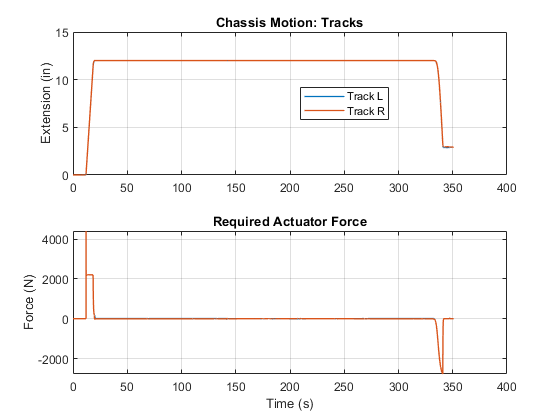 Chassis Motion: Tracks
15
10
5
0
Extension (in)
Track L
Track R
0 50 100 150 200 250 300 350 400
Required Actuator Force
4000
2000
0
-2000
Force (N)
0 50 100 150 200 250 300 350 400
Time (s)